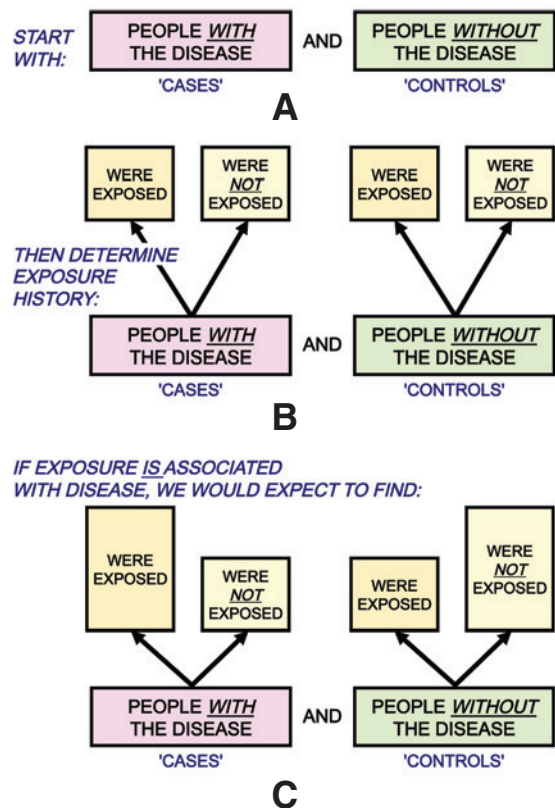 START
WITH:
PEOPLE WITH
THE DISEASE
AND
PEOPLE WITHOUT
THE DISEASE
'CASES'
'CONTROLS'
A
WERE
EXPOSED
WERE
NOT
EXPOSED
WERE
EXPOSED
WERE
NOT
EXPOSED
THEN DETERMINE
EXPOSURE
HISTORY:
PEOPLE WITH
THE DISEASE
AND
PEOPLE WITHOUT
THE DISEASE
'CASES'
'CONTROLS'
B
IF EXPOSURE IS ASSOCIATED
WITH DISEASE, WE WOULD EXPECT TO FIND:
WERE
EXPOSED
WERE
NOT
EXPOSED
WERE
EXPOSED
WERE
NOT
EXPOSED
PEOPLE WITH
THE DISEASE
AND
PEOPLE WITHOUT
THE DISEASE
'CASES'
'CONTROLS'
C